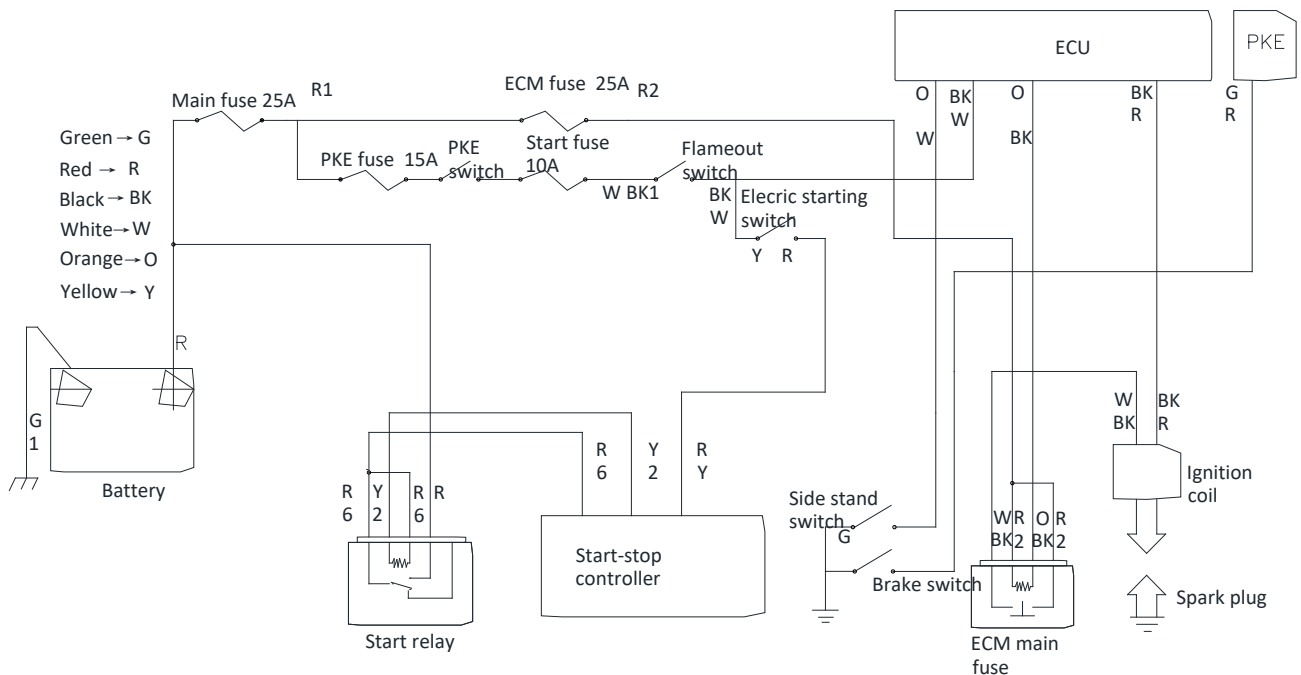 ECU
PKE
Main fuse 25A
R1
ECM fuse 25A
R2
O
W
BK
W
O
BK
BK
R
G
R
Green→G
Red → R
Black→BK
White→W
Orange→O
Yellow→ Y
PKE fuse 15A
PKE
switch
Start fuse
10A
W BK1
Flameout
switch
BK
W
Elecric starting
switch
Y R
R
G
1
Battery
R
6
Y
2
R
6
R
Start relay
R
6
Y
2
R
Y
Start-stop
controller
Side stand
switch
G
Brake switch
W
BK
R
2
O
BK
R
2
ECM main
fuse
W
BK
BK
R
Ignition
coil
Spark plug